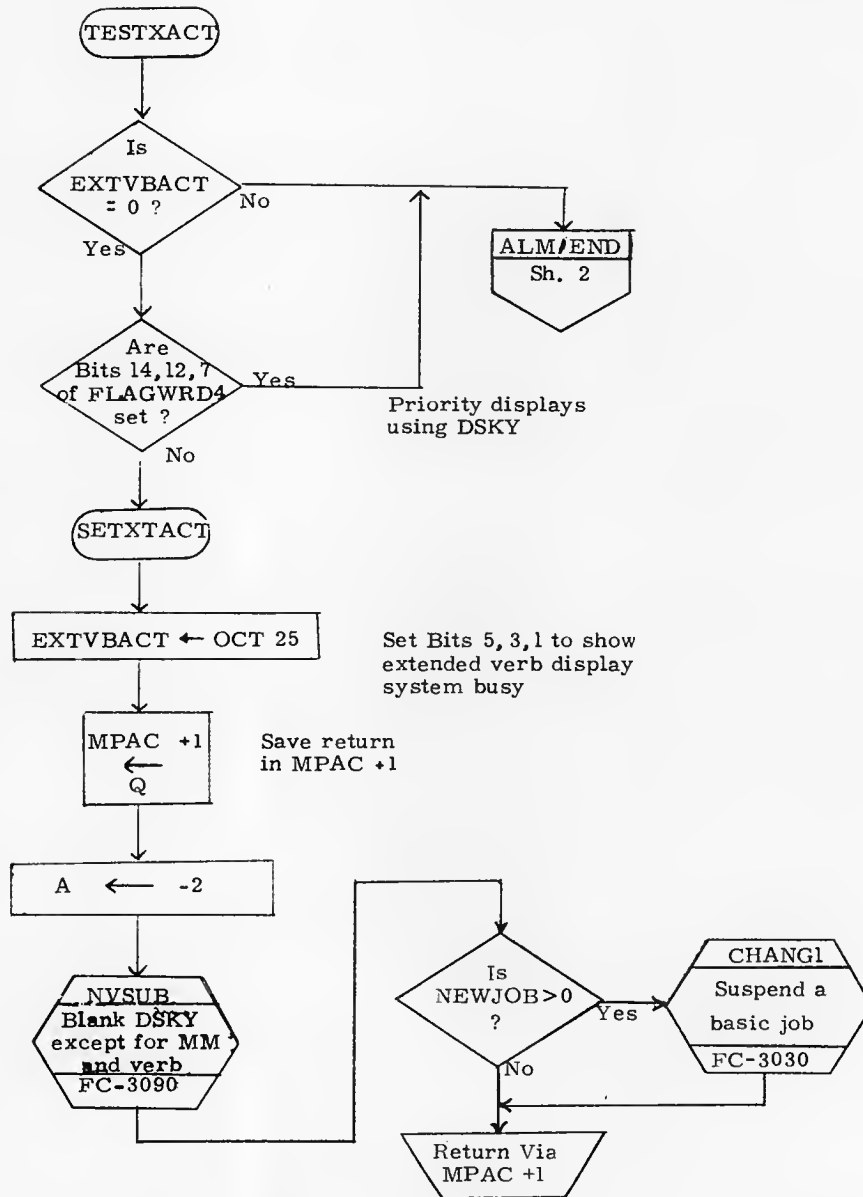 TESTXACT
Is
EXTVBACT
= 0 ?
No
Yes
ALM/END
Sh. 2
Are
Bits 14, 12, 7
of FLAGWRD4
set ?
Yes
No
Priority displays
using DSKY
SETXTACT
EXTVBACT ← OCT 25
Set Bits 5, 3, 1 to show
extended verb display
system busy
MPAC +1
←
Q
Save return
in MPAC +1
A ← -2
NVSUB
Blank DSKY
except for MM
and verb
FC-3090
Is
NEWJOB>0
?
Yes
No
CHANG1
Suspend a
basic job
FC-3030
Return Via
MPAC +1